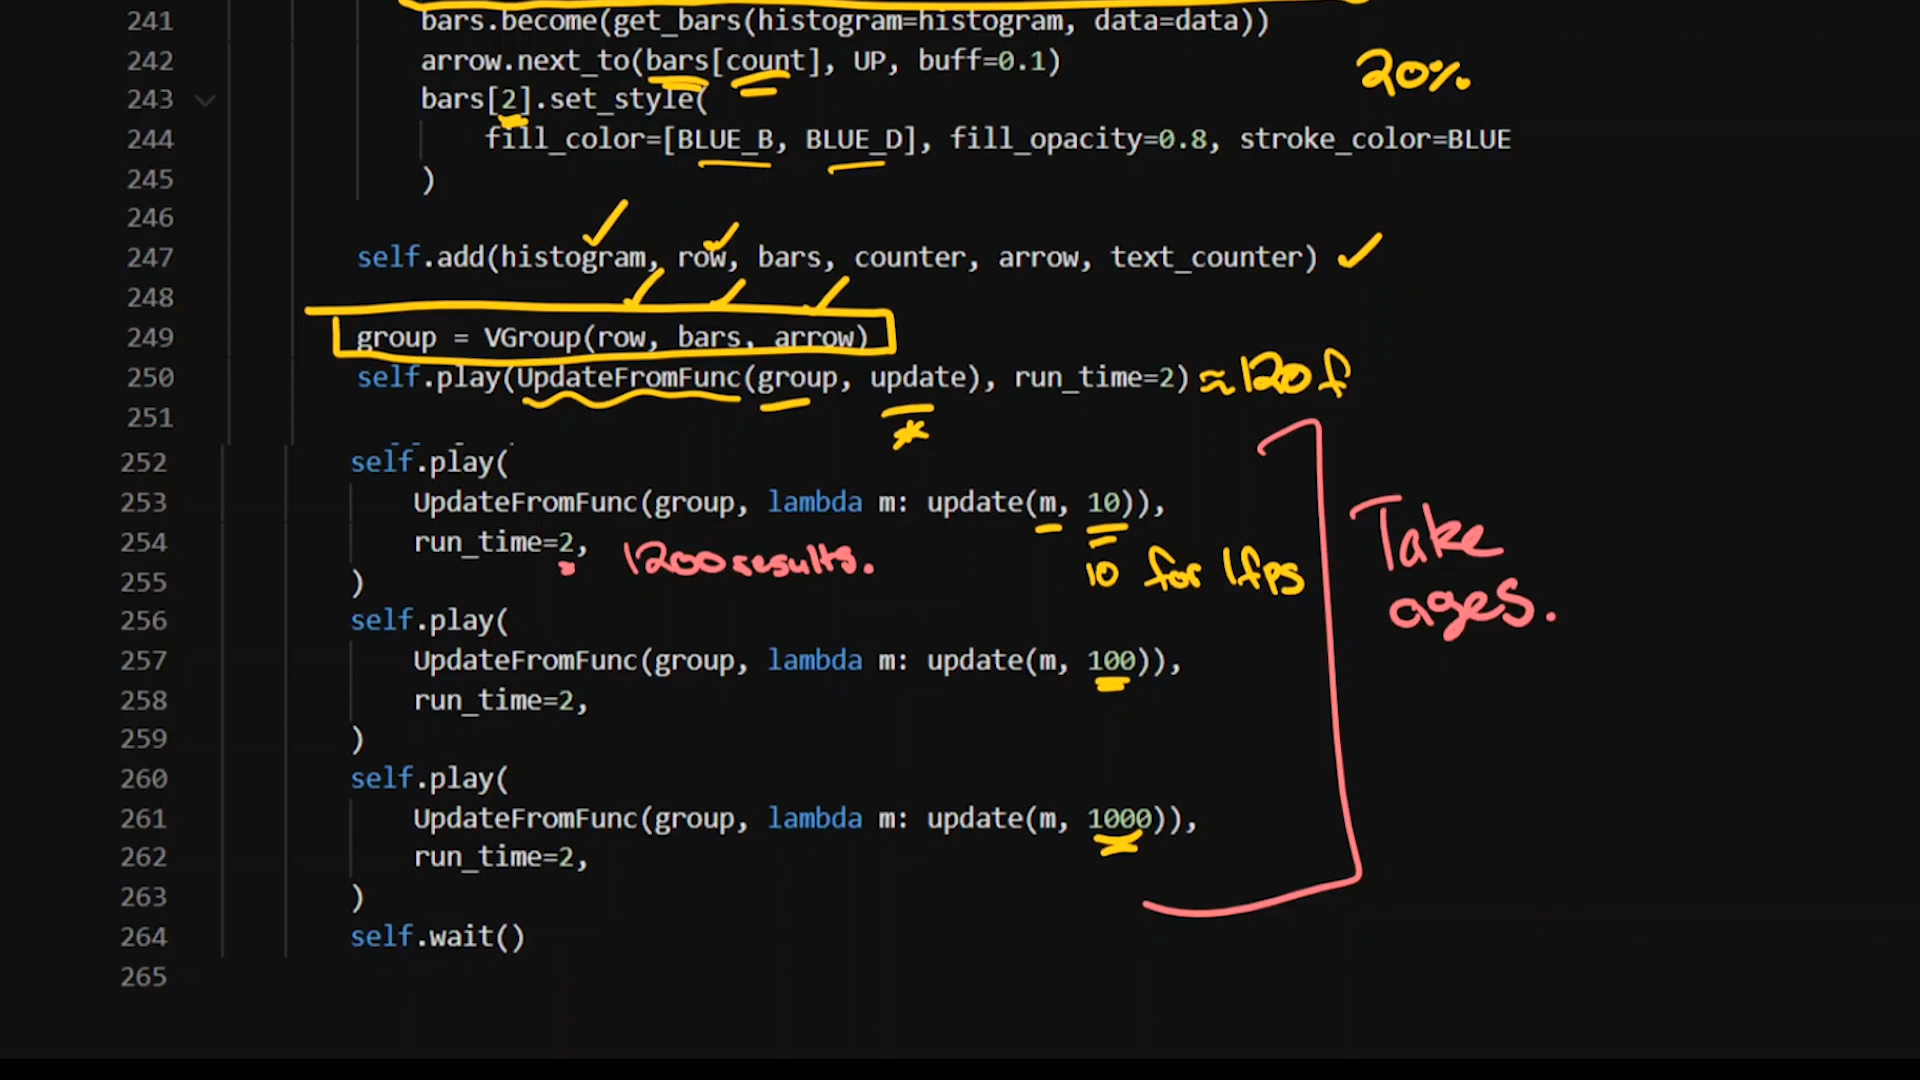 241 bars.become(get_bars(histogram=histogram, data=data))
242 arrow.next_to(bars[count], UP, buff=0.1)
20%
243 bars[2].set_style(
244 fill_color=[BLUE_B, BLUE_D], fill_opacity=0.8, stroke_color=BLUE
245 )
246
247 self.add(histogram, row, bars, counter, arrow, text_counter)
248
249 group = VGroup(row, bars, arrow)
250 self.play(UpdateFromFunc(group, update), run_time=2) ≈120f
251
252 self.play(
253 UpdateFromFunc(group, lambda m: update(m, 10)),
254 run_time=2, 1200 results.
10 for 1fps
Take
ages.
255 )
256 self.play(
257 UpdateFromFunc(group, lambda m: update(m, 100)),
258 run_time=2,
259 )
260 self.play(
261 UpdateFromFunc(group, lambda m: update(m, 1000)),
262 run_time=2,
263 )
264 self.wait()
265